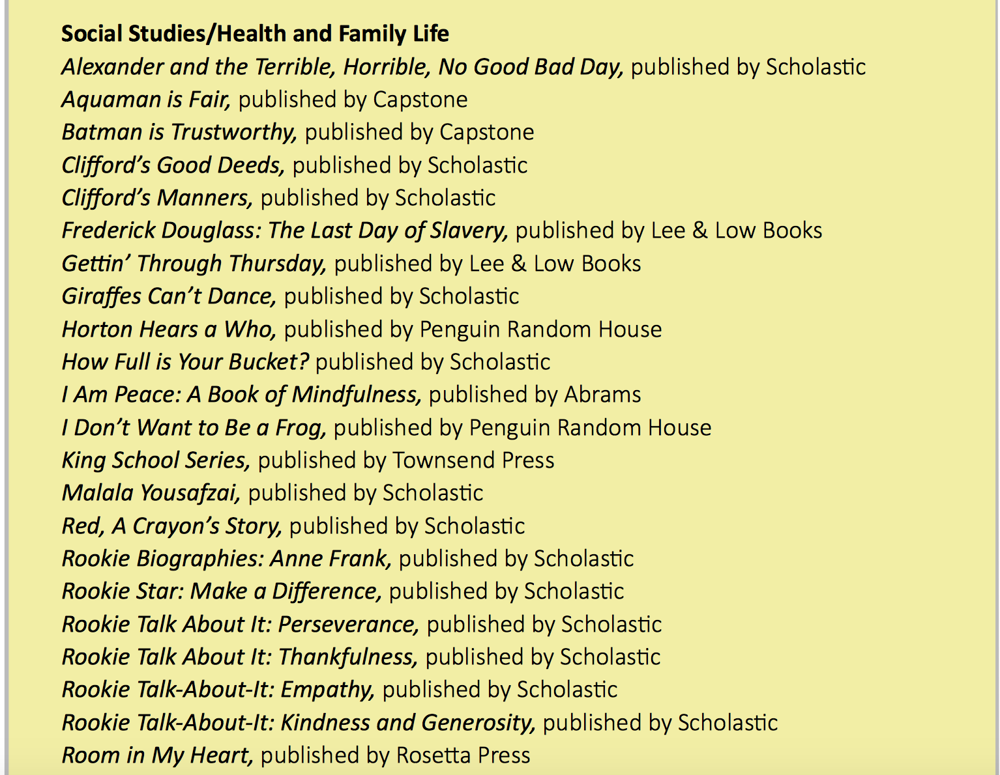 Social Studies/Health and Family Life
Alexander and the Terrible, Horrible, No Good Bad Day, published by Scholastic
Aquaman is Fair, published by Capstone
Batman is Trustworthy, published by Capstone
Clifford’s Good Deeds, published by Scholastic
Clifford’s Manners, published by Scholastic
Frederick Douglass: The Last Day of Slavery, published by Lee & Low Books
Gettin’ Through Thursday, published by Lee & Low Books
Giraffes Can’t Dance, published by Scholastic
Horton Hears a Who, published by Penguin Random House
How Full is Your Bucket? published by Scholastic
I Am Peace: A Book of Mindfulness, published by Abrams
I Don’t Want to Be a Frog, published by Penguin Random House
King School Series, published by Townsend Press
Malala Yousafzai, published by Scholastic
Red, A Crayon’s Story, published by Scholastic
Rookie Biographies: Anne Frank, published by Scholastic
Rookie Star: Make a Difference, published by Scholastic
Rookie Talk About It: Perseverance, published by Scholastic
Rookie Talk About It: Thankfulness, published by Scholastic
Rookie Talk-About-It: Empathy, published by Scholastic
Rookie Talk-About-It: Kindness and Generosity, published by Scholastic
Room in My Heart, published by Rosetta Press